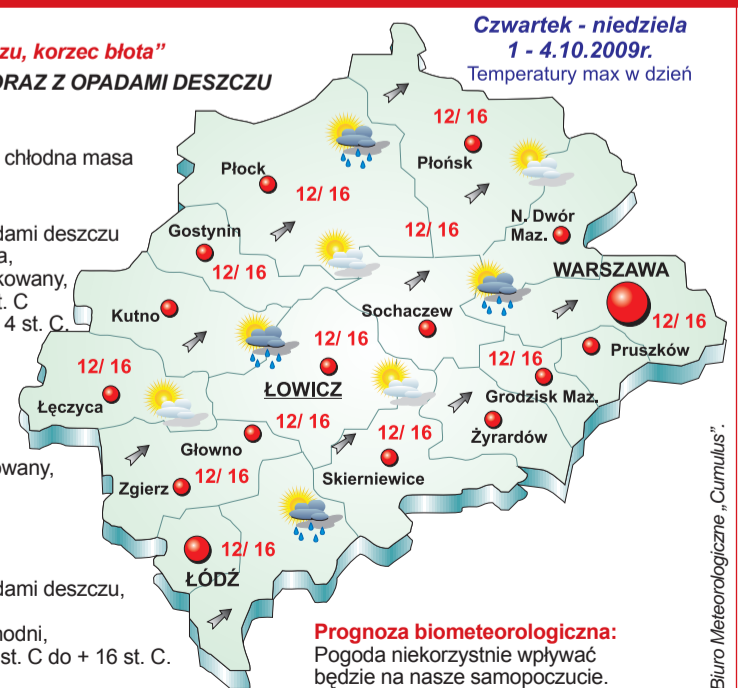 Czwartek - niedziela
1 - 4.10.2009r.
Temperatury max w dzień
zu, korzec błota”
ORAZ Z OPADAMI DESZCZU
chłodna masa
dami deszczu
a,
kowany,
t. C
4 st. C.
owany,
dami deszczu,
hodni,
st. C do + 16 st. C.
12/ 16
Płońsk
Płock
12/ 16
N. Dwór
Maz.
Gostynin
12/ 16
12/ 16
WARSZAWA
12/ 16
Kutno
Sochaczew
12/ 16
Pruszków
12/ 16
Łęczyca
ŁOWICZ
12/ 16
Grodzisk Maz.
Głowno
12/ 16
12/ 16
Żyrardów
Zgierz
12/ 16
Skierniewice
12/ 16
ŁÓDŹ
Prognoza biometeorologiczna:
Pogoda niekorzystnie wpływać
będzie na nasze samopoczucie.
Biuro Meteorologiczne „Cumulus”.